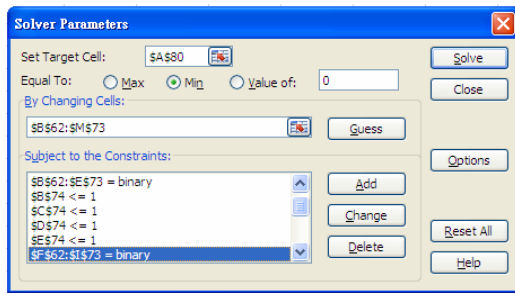 Solver Parameters
Set Target Cell: $A$80 Solve
Equal To: Max Min Value of: 0 Close
By Changing Cells:
$B$62:$M$73 Guess
Subject to the Constraints: Options
$B$62:$E$73 = binary Add
$B$74 <= 1
$C$74 <= 1 Change
$D$74 <= 1
$E$74 <= 1 Delete Reset All
$F$62:$I$73 = binary Help